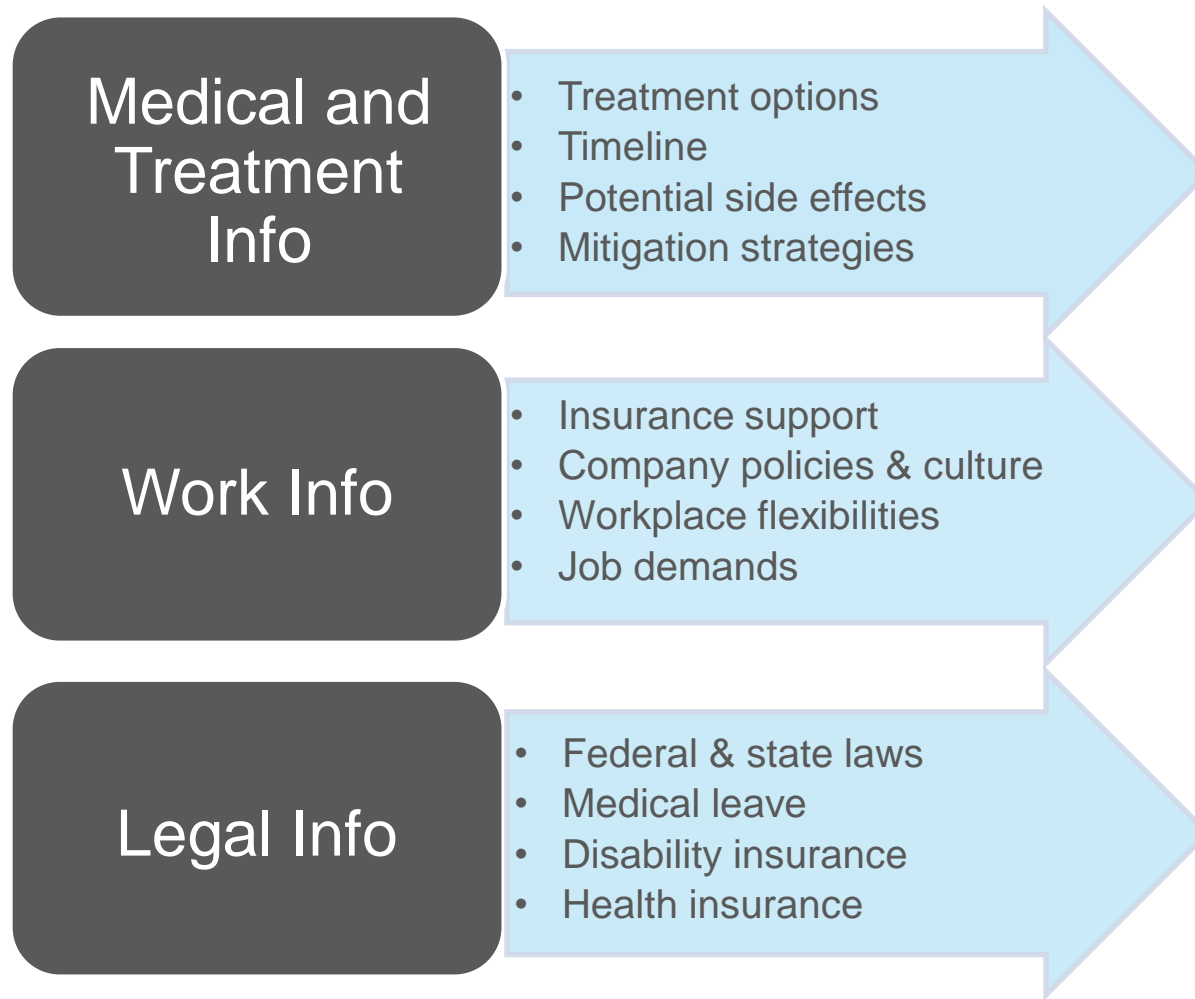 Medical and
Treatment
Info
• Treatment options
• Timeline
• Potential side effects
• Mitigation strategies
Work Info
• Insurance support
• Company policies & culture
• Workplace flexibilities
• Job demands
Legal Info
• Federal & state laws
• Medical leave
• Disability insurance
• Health insurance